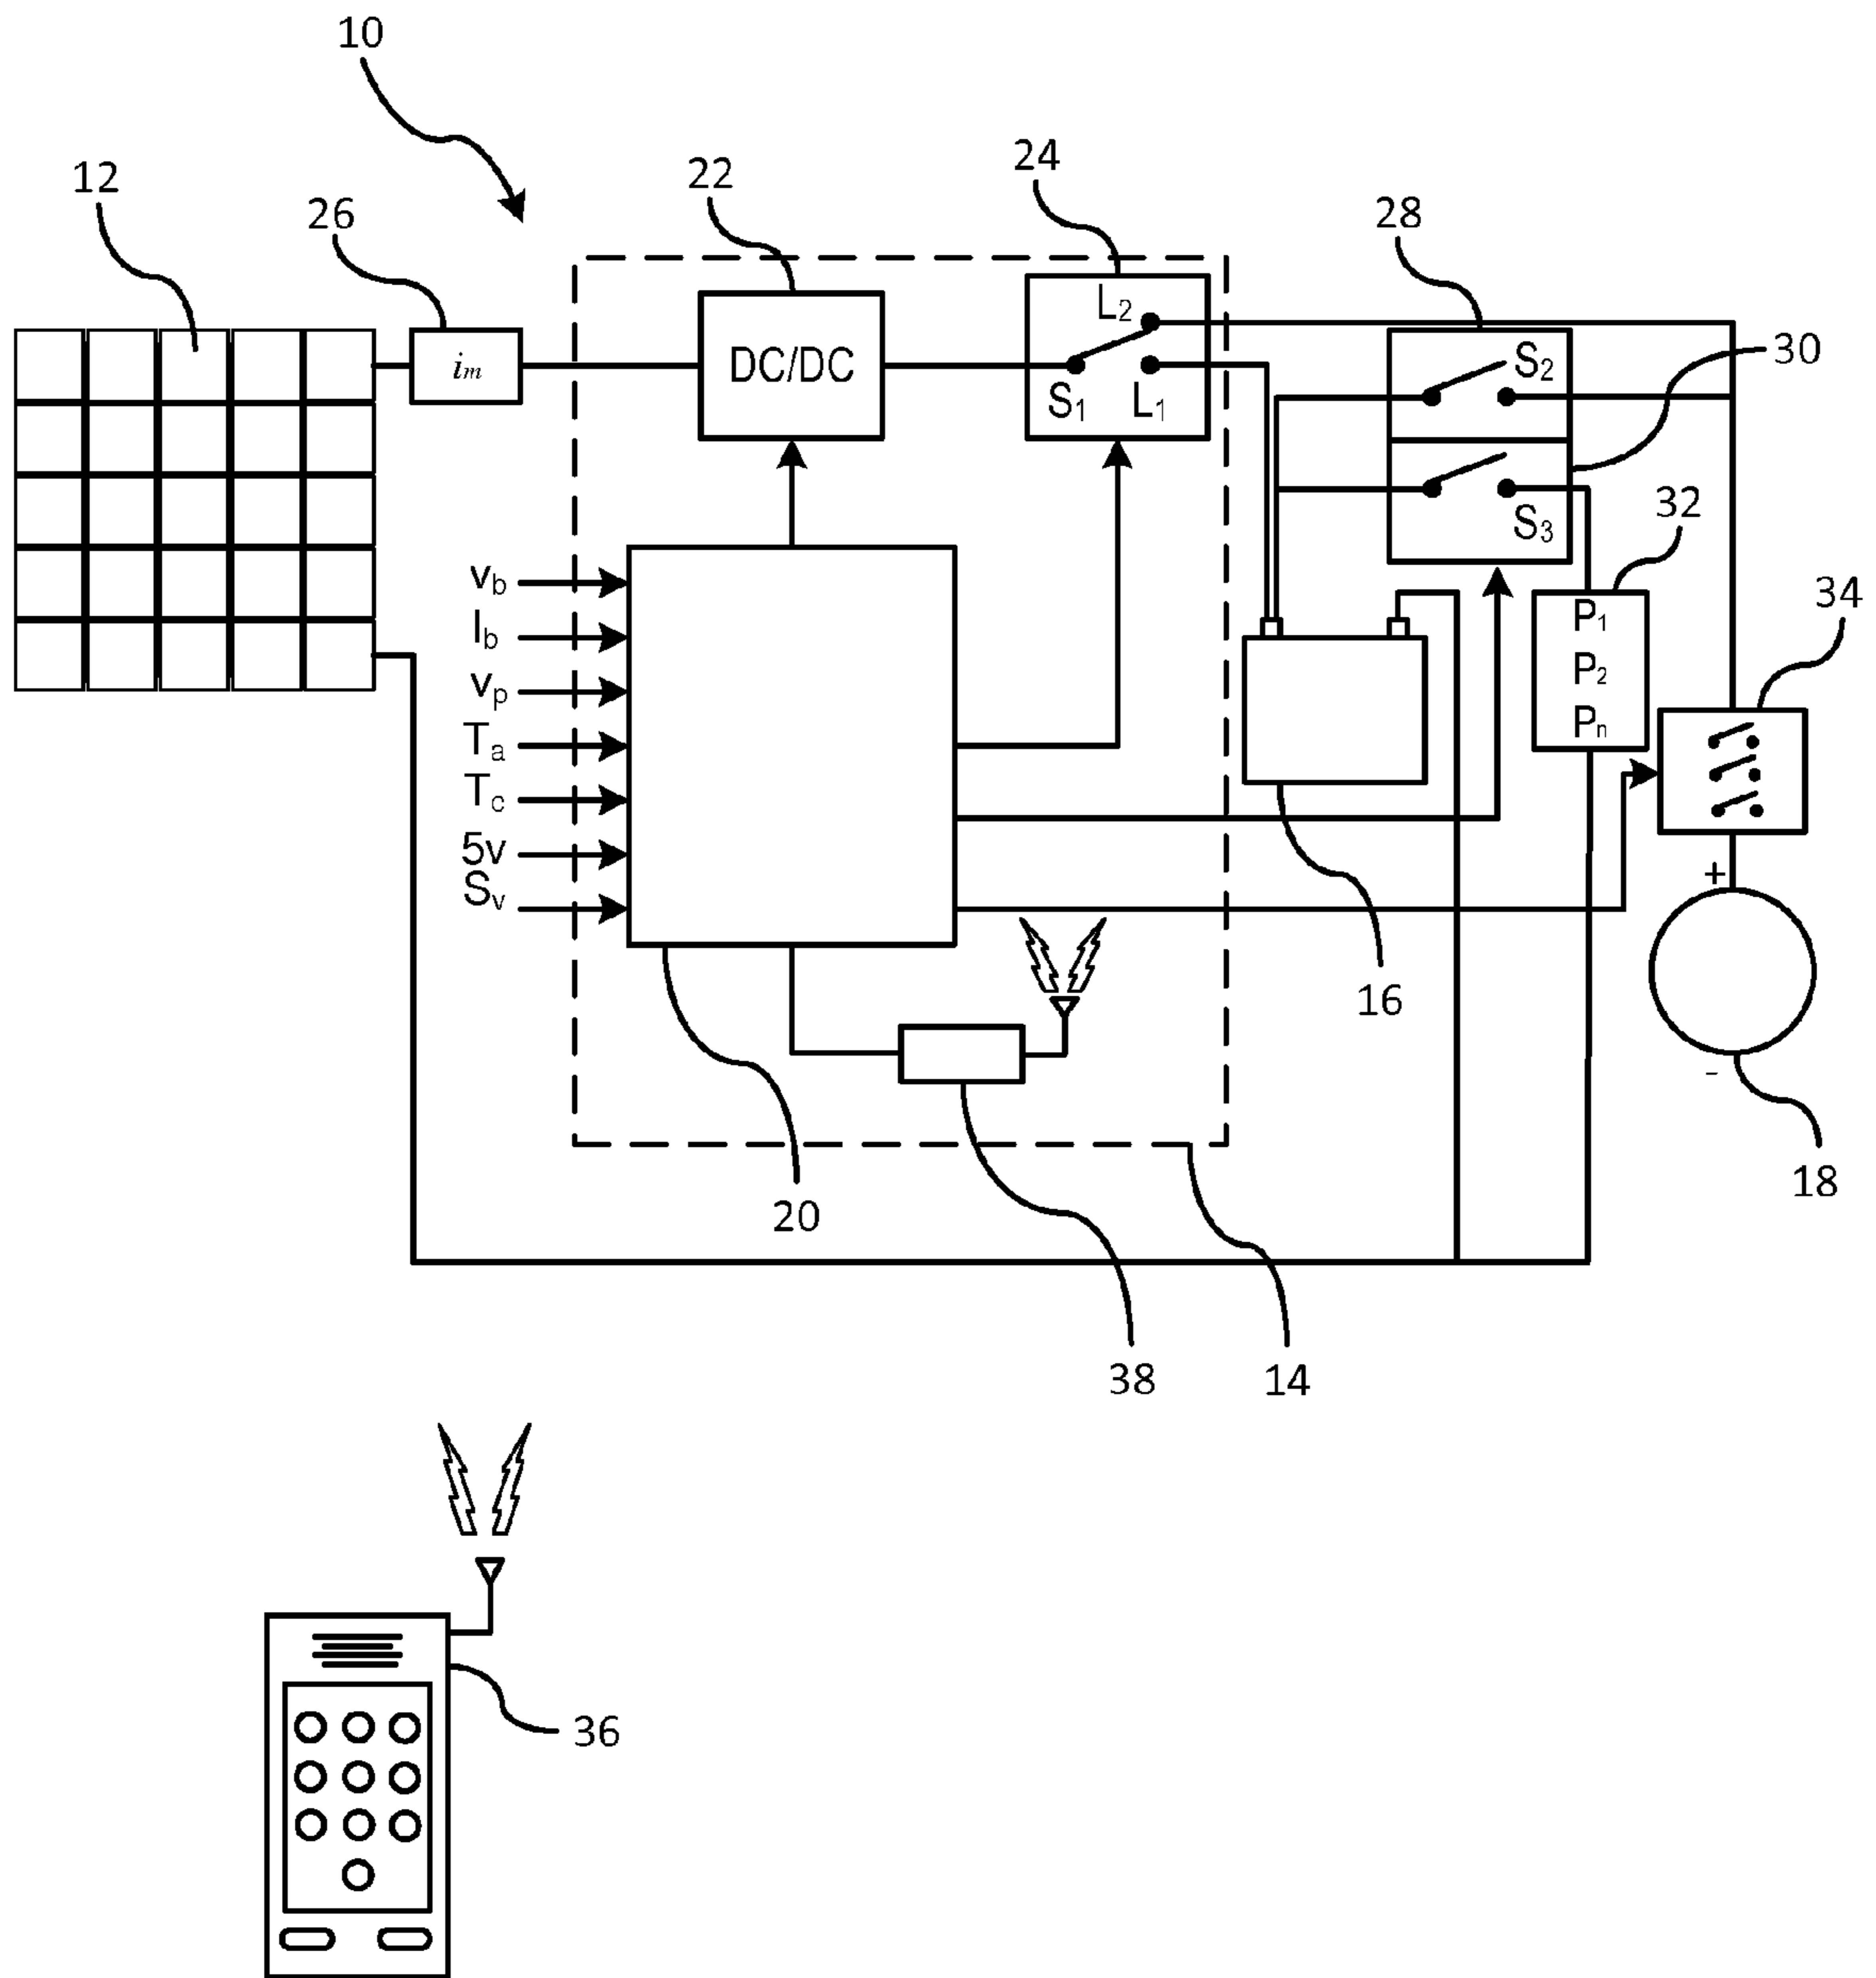 10
12
26
22
24
28
30
i_m
DC/DC
L₂
S₁
L₁
S₂
S₃
32
34
P₁
P₂
Pₙ
v_b
I_b
v_p
T_a
T_c
5v
S_v
+
-
16
18
20
38
14
36